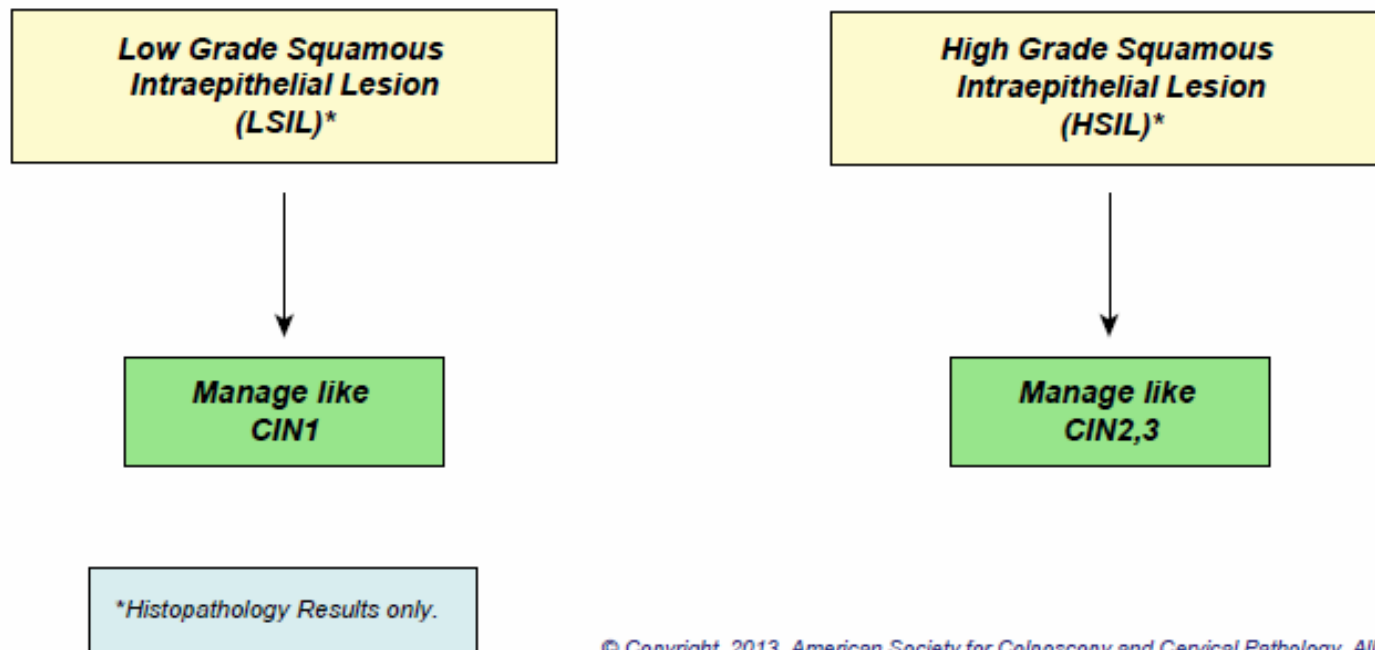 Low Grade Squamous
Intraepithelial Lesion
(LSIL)*
High Grade Squamous
Intraepithelial Lesion
(HSIL)*
Manage like
CIN1
Manage like
CIN2,3
*Histopathology Results only.
© Copyright, 2013, American Society for Colposcopy and Cervical Pathology. All